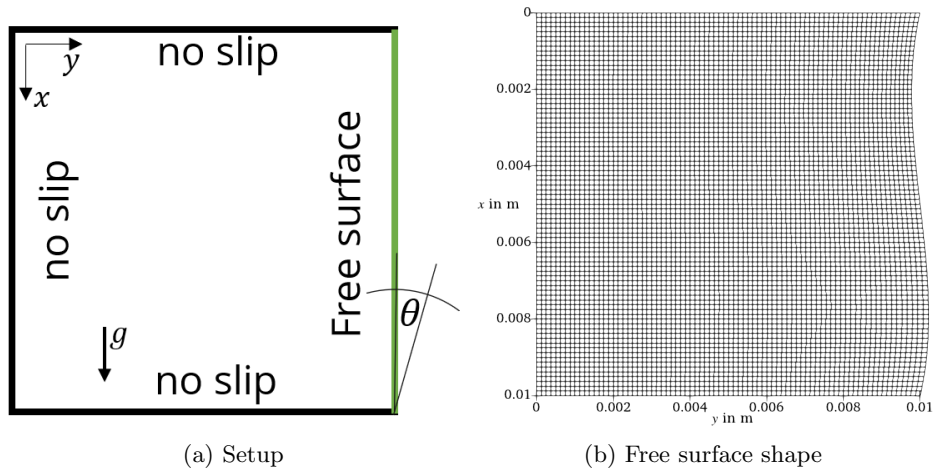 no slip
y
x
no slip
Free surface
θ
g
no slip
(a) Setup
0
0.002
0.004
x in m
0.006
0.008
0.01
0
0.002
0.004
0.006
0.008
0.01
y in m
(b) Free surface shape